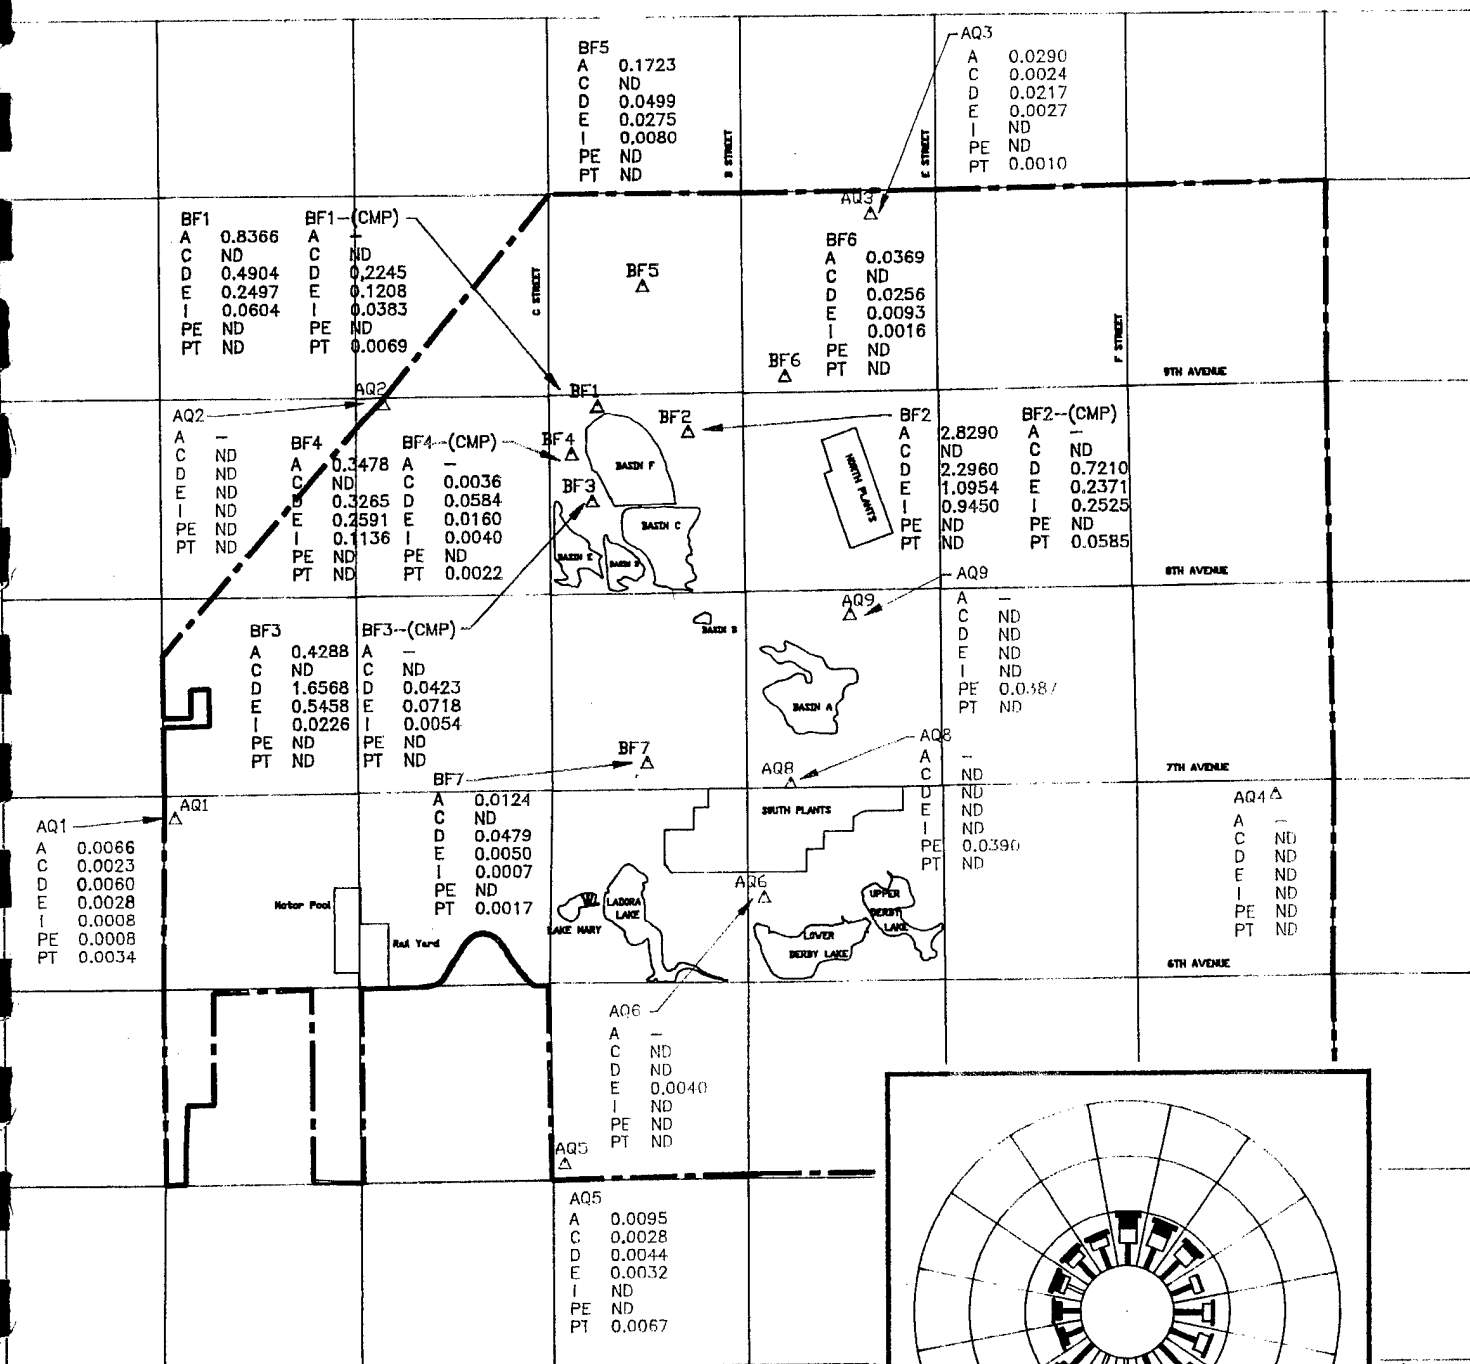 BF5
A 0.1723
C ND
D 0.0499
E 0.0275
I 0.0080
PE ND
PT ND
B STREET
E STREET
AQ3
A 0.0290
C 0.0024
D 0.0217
E 0.0027
I ND
PE ND
PT 0.0010
BF1
A 0.8366
C ND
D 0.4904
E 0.2497
I 0.0604
PE ND
PT ND
BF1-(CMP)
A -
C ND
D 0.2245
E 0.1208
I 0.0383
PE ND
PT 0.0069
C STREET
BF5
AQ3
BF6
A 0.0369
C ND
D 0.0256
E 0.0093
I 0.0016
PE ND
PT ND
BF6
F STREET
9TH AVENUE
AQ2
AQ2
A -
C ND
D ND
E ND
I ND
PE ND
PT ND
BF4
A 0.3478
C ND
D 0.3265
E 0.2591
I 0.1136
PE ND
PT ND
BF4-(CMP)
A -
C 0.0036
D 0.0584
E 0.0160
I 0.0040
PE ND
PT 0.0022
BF1
BF2
BF4
BF3
BASIN F
BASIN C
BASIN E
BASIN D
NORTH PLANTS
BF2
A 2.8290
C ND
D 2.2960
E 1.0954
I 0.9450
PE ND
PT ND
BF2-(CMP)
A -
C ND
D 0.7210
E 0.2371
I 0.2525
PE ND
PT 0.0585
8TH AVENUE
BF3
A 0.4288
C ND
D 1.6568
E 0.5458
I 0.0226
PE ND
PT ND
BF3-(CMP)
A -
C ND
D 0.0423
E 0.0718
I 0.0054
PE ND
PT ND
BASIN B
AQ9
BASIN A
AQ9
A -
C ND
D ND
E ND
I ND
PE 0.0387
PT ND
BF7
BF7
A 0.0124
C ND
D 0.0479
E 0.0050
I 0.0007
PE ND
PT 0.0017
AQ8
AQ8
A -
C ND
D ND
E ND
I ND
PE 0.0390
PT ND
7TH AVENUE
SOUTH PLANTS
AQ1
AQ1
A 0.0066
C 0.0023
D 0.0060
E 0.0028
I 0.0008
PE 0.0008
PT 0.0034
AQ4
A -
C ND
D ND
E ND
I ND
PE ND
PT ND
Motor Pool
Rail Yard
LAKE MARY
LADORA
LAKE
AQ6
UPPER
DERBY
LAKE
LOWER
DERBY LAKE
6TH AVENUE
AQ6
A -
C ND
D ND
E 0.0040
I ND
PE ND
PT ND
AQ5
AQ5
A 0.0095
C 0.0028
D 0.0044
E 0.0032
I ND
PE ND
PT 0.0067